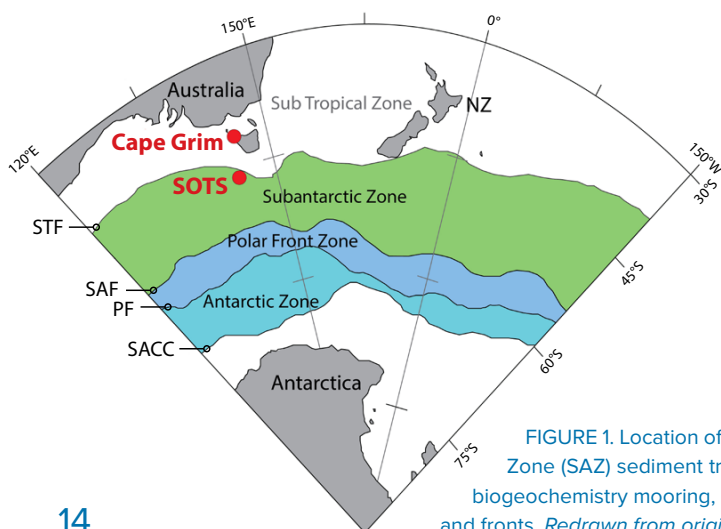 150°E
0°
Australia
Sub Tropical Zone
NZ
Cape Grim
120°E
150°W
30°S
SOTS
Subantarctic Zone
STF
Polar Front Zone
45°S
SAF
PF
Antarctic Zone
SACC
60°S
Antarctica
75°S
FIGURE 1. Location of
Zone (SAZ) sediment
biogeochemistry mooring,
and fronts. Redrawn from
14